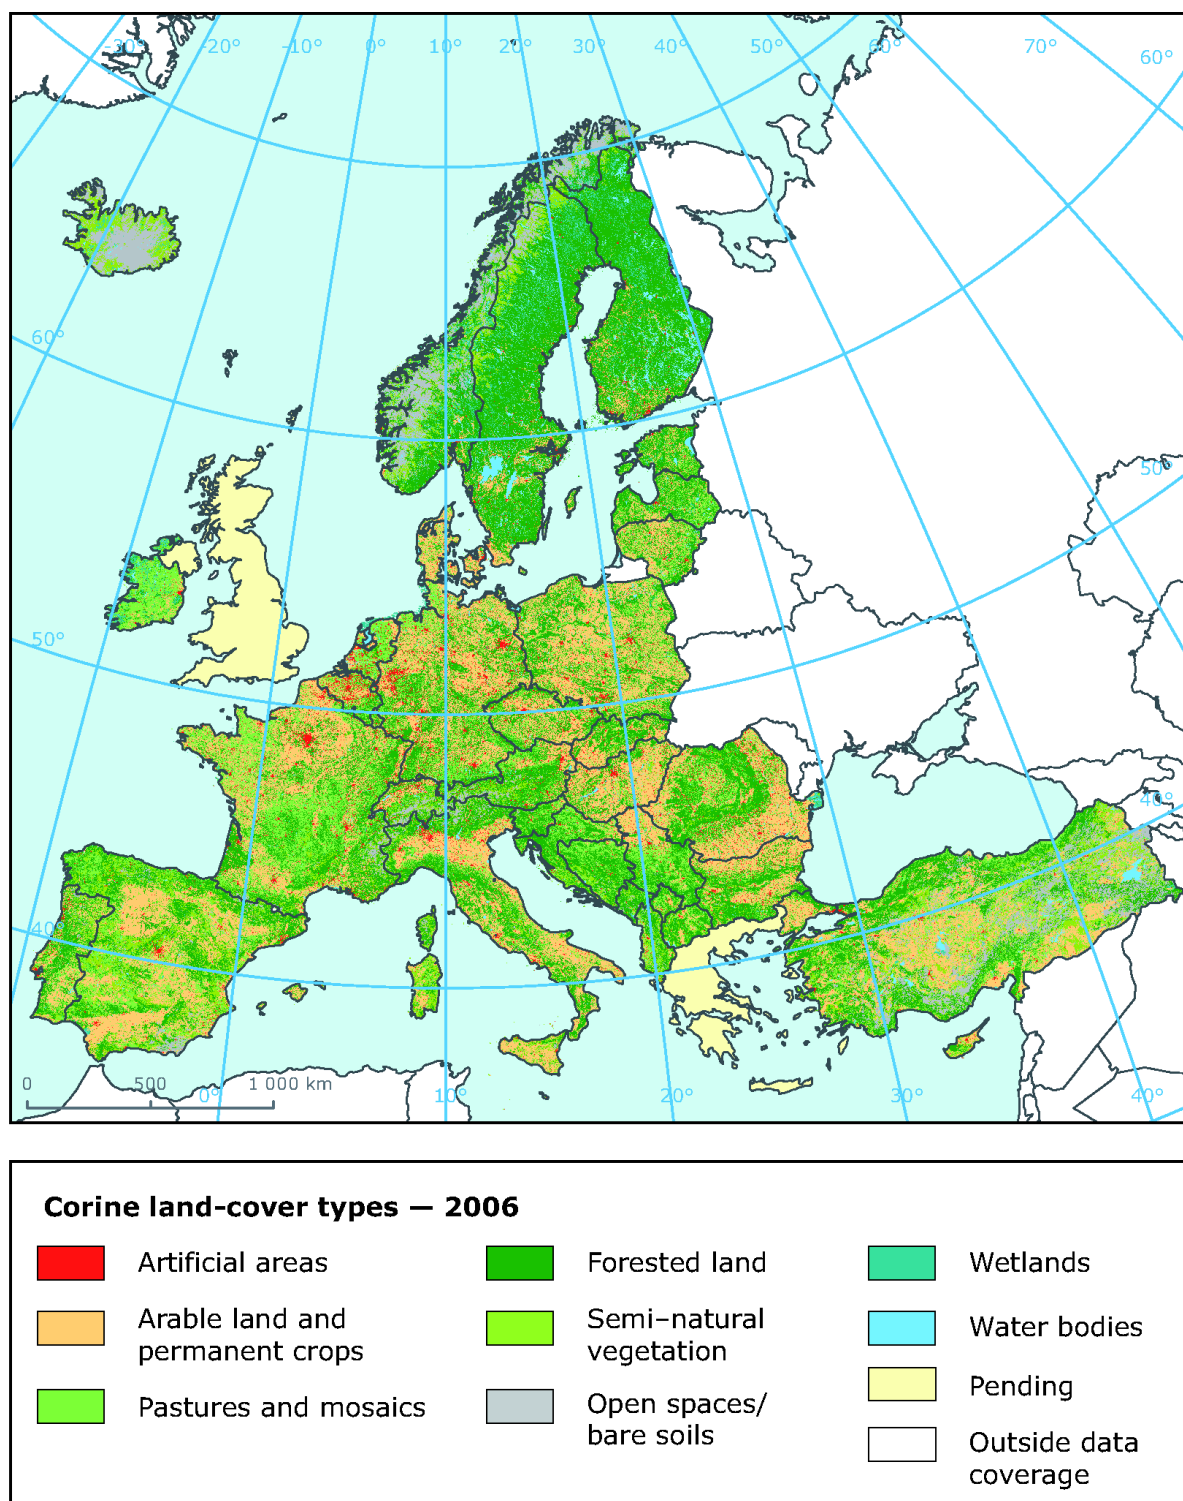 -30° -20° -10° 0° 10° 20° 30° 40° 50° 60° 70°
60°
60°
50°
50°
40°
40°
0 500 1 000 km
0° 10° 20° 30° 40°
Corine land-cover types — 2006
Artificial areas
Arable land and
permanent crops
Pastures and mosaics
Forested land
Semi–natural
vegetation
Open spaces/
bare soils
Wetlands
Water bodies
Pending
Outside data
coverage